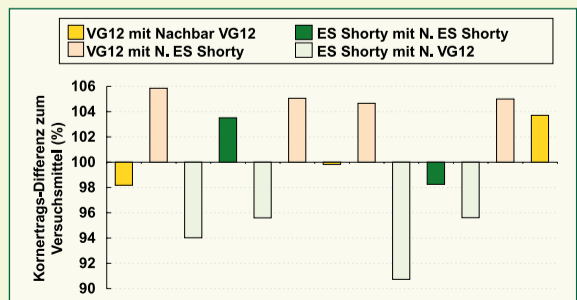 VG12 mit Nachbar VG12
ES Shorty mit N. ES Shorty
VG12 mit N. ES Shorty
ES Shorty mit N. VG12
Kornertrags-Differenz zum
Versuchsmittel (%)
106
104
102
100
98
96
94
92
90